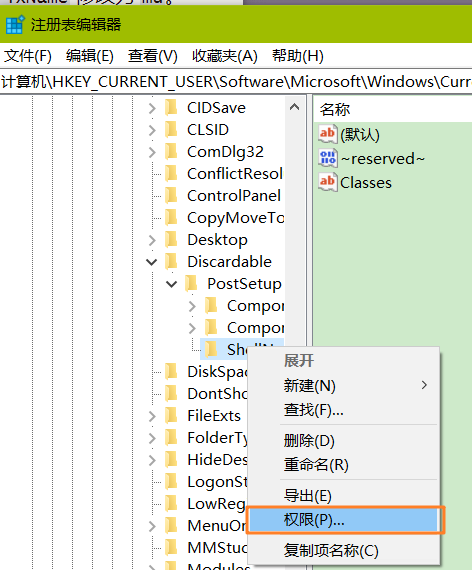 注册表编辑器
文件(F) 编辑(E) 查看(V) 收藏夹(A) 帮助(H)
计算机\HKEY_CURRENT_USER\Software\Microsoft\Windows\Curr
名称
(默认)
~reserved~
Classes
CIDSave
CLSID
ComDlg32
ConflictResol
ControlPanel
CopyMoveTo
Desktop
Discardable
PostSetup
Compor
Compor
ShellN
DiskSpac
DontSho
FileExts
FolderTy
HideDes
LogonSt
LowReg
MenuOr
MMStuc
Modules
展开
新建(N)
查找(F)...
删除(D)
重命名(R)
导出(E)
权限(P)...
复制项名称(C)